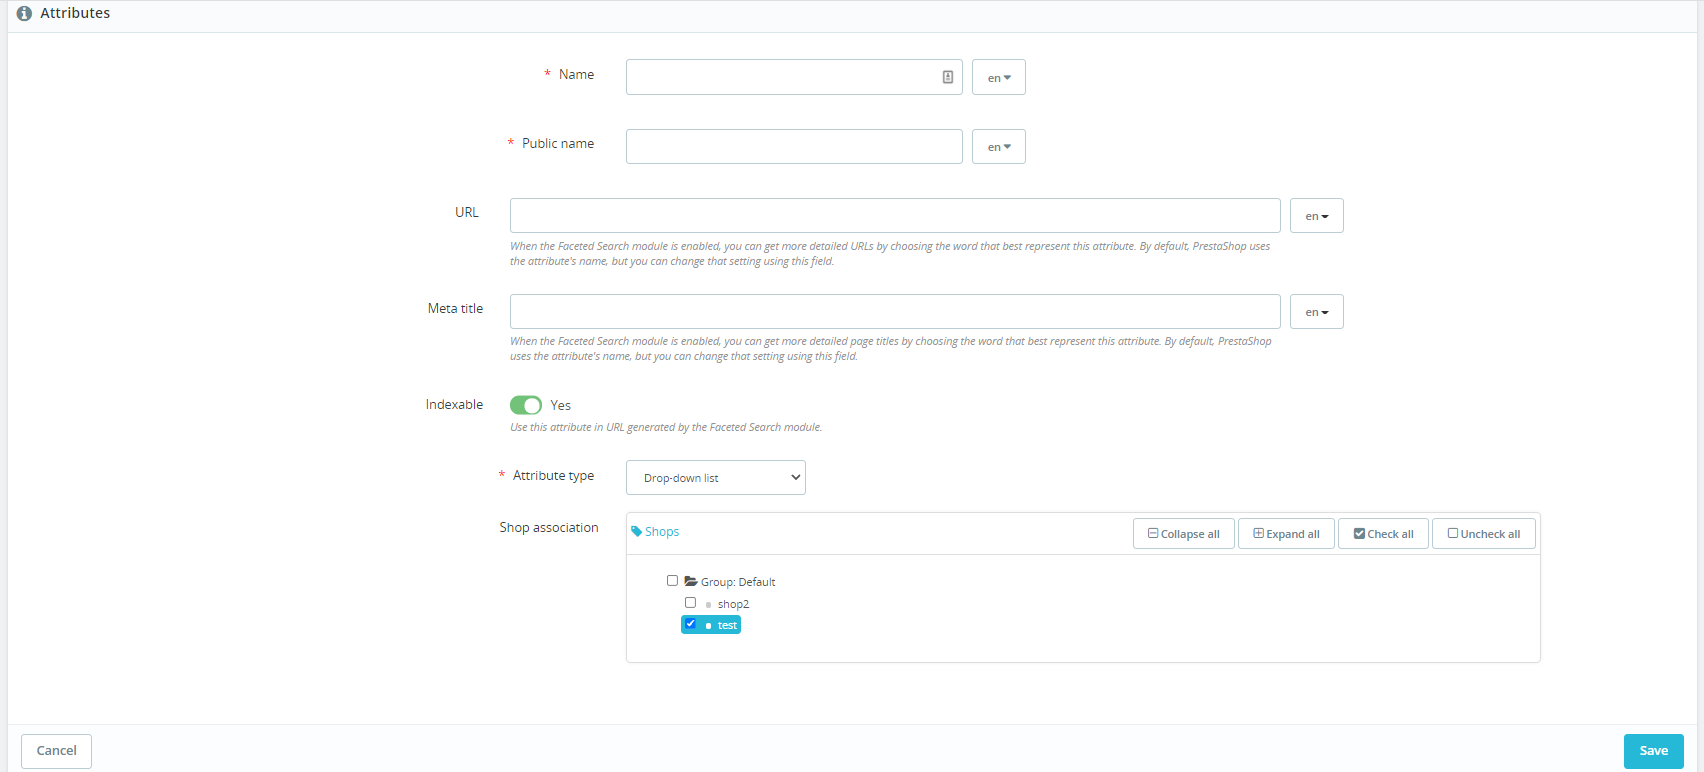 Attributes
* Name
en
* Public name
en
URL
en
When the Faceted Search module is enabled, you can get more detailed URLs by choosing the word that best represent this attribute. By default, PrestaShop uses
the attribute's name, but you can change that setting using this field.
Meta title
en
When the Faceted Search module is enabled, you can get more detailed page titles by choosing the word that best represent this attribute. By default, PrestaShop
uses the attribute's name, but you can change that setting using this field.
Indexable
Yes
Use this attribute in URL generated by the Faceted Search module.
* Attribute type
Drop-down list
Shop association
Shops
Collapse all
Expand all
Check all
Uncheck all
Group: Default
shop2
test
Cancel
Save